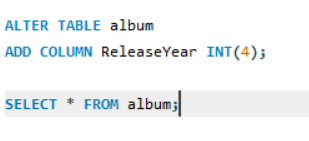 ALTER TABLE album
ADD COLUMN ReleaseYear INT(4);
SELECT * FROM album;